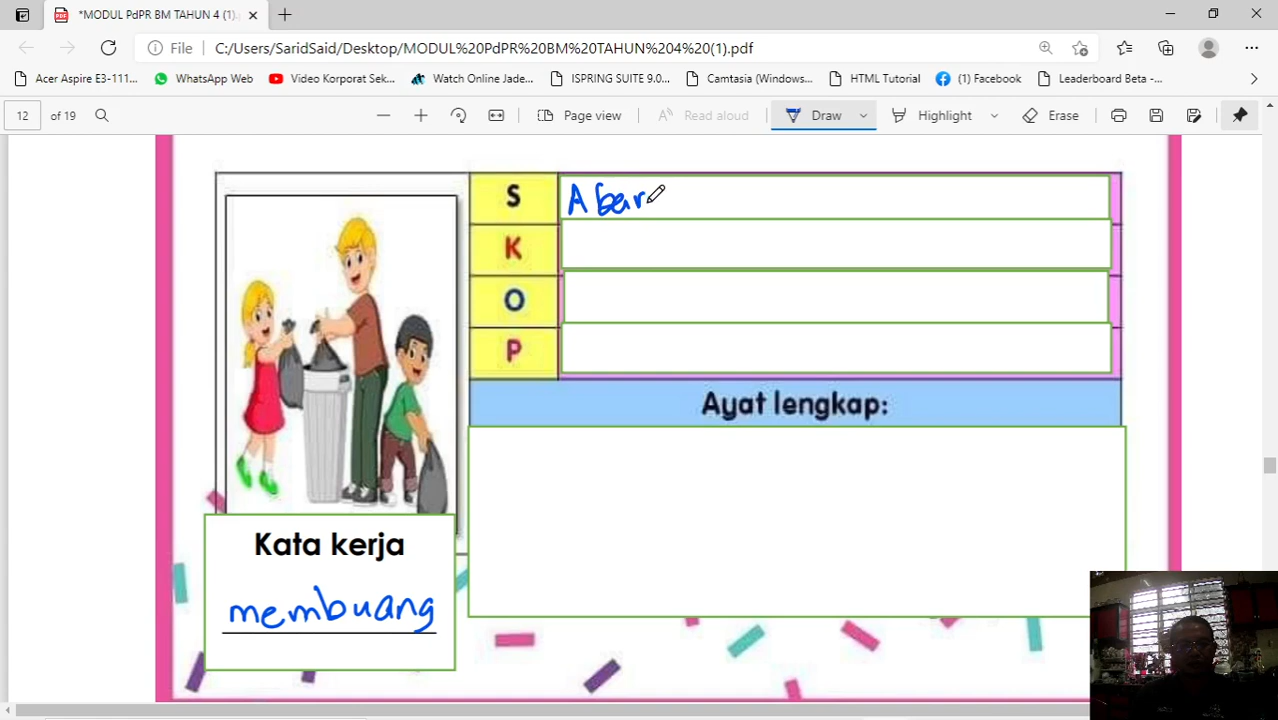 *MODUL PdPR BM TAHUN 4 (1).
File C:/Users/SaridSaid/Desktop/MODUL%20PdPR%20BM%20TAHUN%204%20(1).pdf
Acer Aspire E3-111... WhatsApp Web Video Korporat Sek... Watch Online Jade... ISPRING SUITE 9.0... Camtasia (Windows... HTML Tutorial (1) Facebook Leaderboard Beta -...
12 of 19 Page view Read aloud Draw Highlight Erase
S Abar
K
O
P
Ayat lengkap:
Kata kerja
membuang